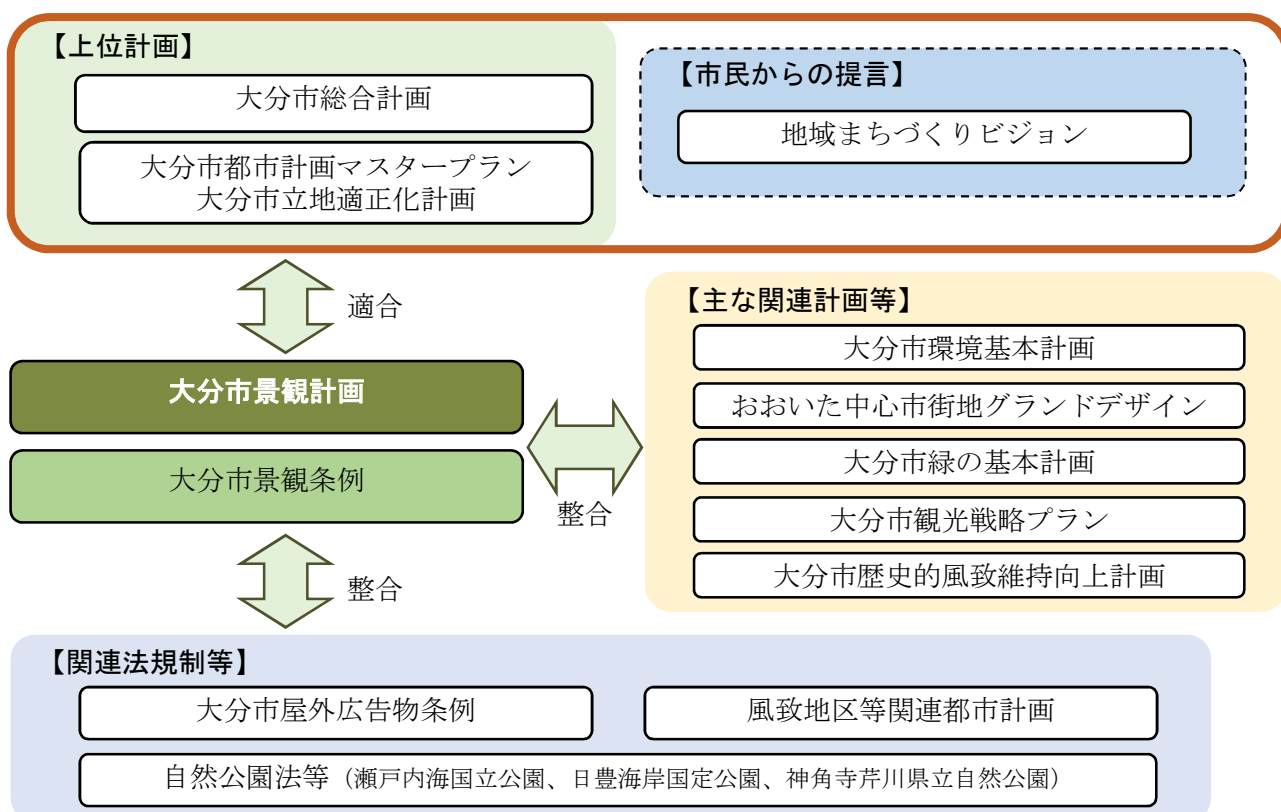 【上位計画】
大分市総合計画
大分市都市計画マスタープラン
大分市立地適正化計画
【市民からの提言】
地域まちづくりビジョン
適合
大分市景観計画
大分市景観条例
整合
【主な関連計画等】
大分市環境基本計画
おおいた中心市街地グランドデザイン
大分市緑の基本計画
大分市観光戦略プラン
大分市歴史的風致維持向上計画
整合
【関連法規制等】
大分市屋外広告物条例
風致地区等関連都市計画
自然公園法等（瀬戸内海国立公園、日豊海岸国定公園、神角寺芹川県立自然公園）